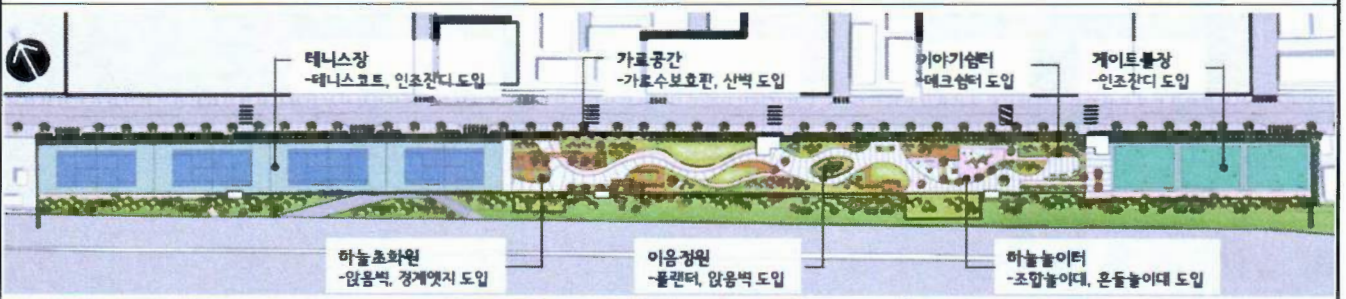 테니스장
-테니스코트, 인조잔디 도입
가로공간
-가로수보호판, 산벽 도입
이야기쉼터
-데크쉼터 도입
게이트볼장
-인조잔디 도입
하늘초화원
-앉음벽, 경계엣지 도입
이음정원
-플랜터, 앉음벽 도입
하늘놀이터
-조합놀이대, 흔들놀이대 도입